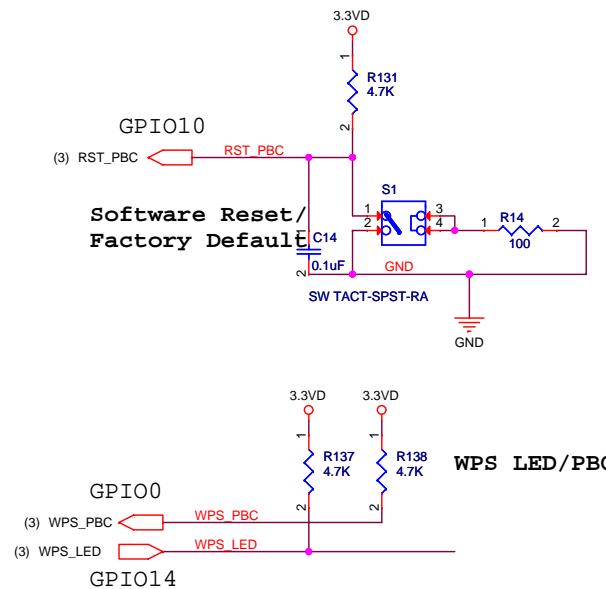 3.3VD
1
R131
4.7K
2
GPIO10
(3) RST_PBC
RST_PBC
S1
Software Reset/
Factory Default
1
2
3
4
1
R14
2
100
1
C14
0.1uF
2
GND
SW TACT-SPST-RA
GND
3.3VD
3.3VD
1
R137
4.7K
2
1
R138
4.7K
2
WPS LED/PBC
GPIO0
(3) WPS_PBC
WPS_PBC
(3) WPS_LED
WPS_LED
GPIO14